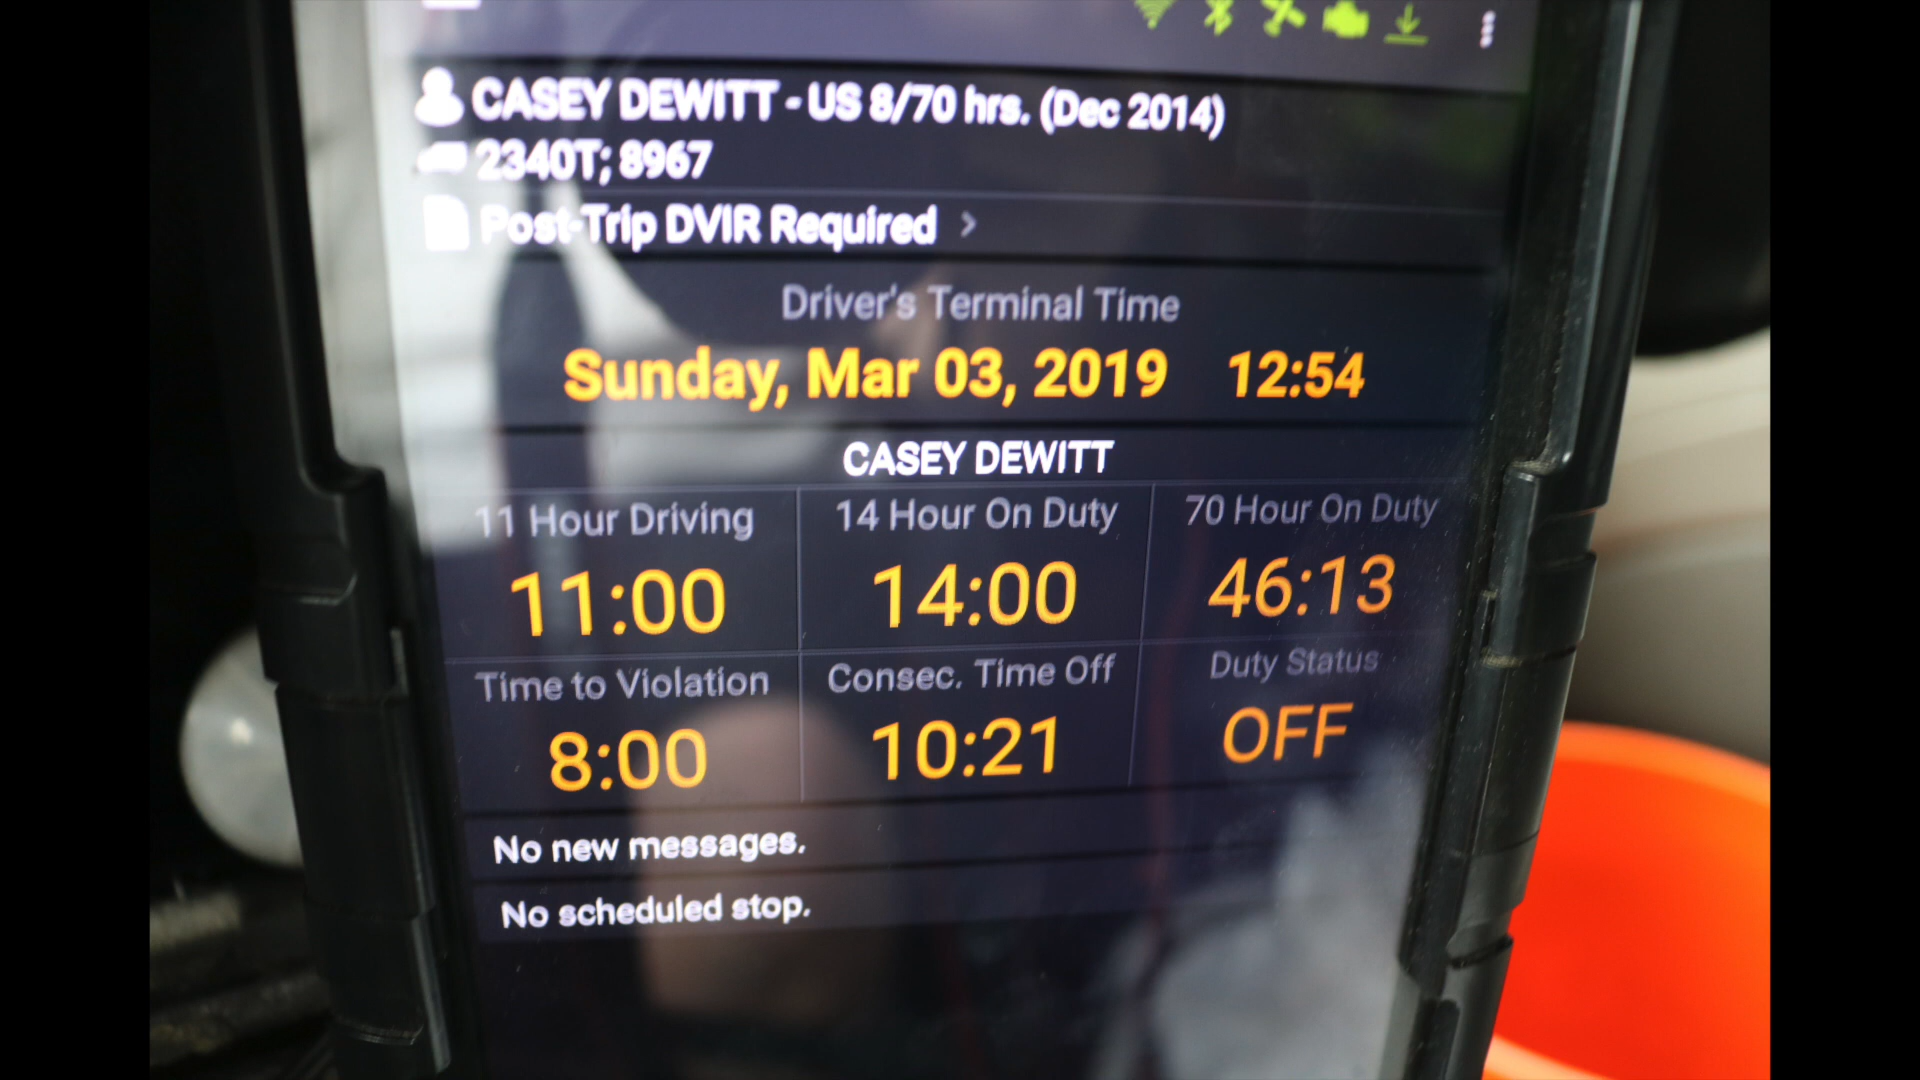 CASEY DEWITT - US 8/70 hrs. (Dec 2014)
2340T; 8967
Post-Trip DVIR Required >
Driver's Terminal Time
Sunday, Mar 03, 2019 12:54
CASEY DEWITT
11 Hour Driving 14 Hour On Duty 70 Hour On Duty
11:00 14:00 46:13
Time to Violation Consec. Time Off Duty Status
8:00 10:21 OFF
No new messages.
No scheduled stop.